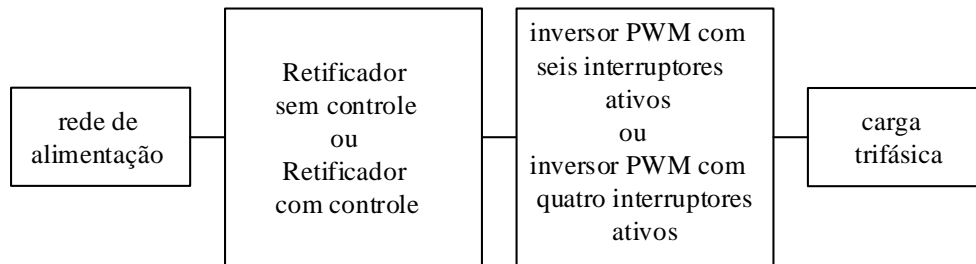 rede de
alimentação
Retificador
sem controle
ou
Retificador
com controle
inversor PWM com
seis interruptores
ativos
ou
inversor PWM com
quatro interruptores
ativos
carga
trifásica